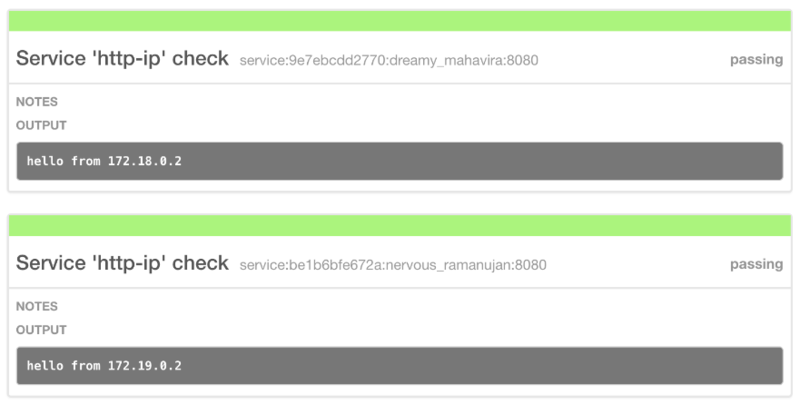 Service 'http-ip' check service:9e7ebcdd2770:dreamy_mahavira:8080 passing
NOTES
OUTPUT
hello from 172.18.0.2
Service 'http-ip' check service:be1b6bfe672a:nervous_ramanujan:8080 passing
NOTES
OUTPUT
hello from 172.19.0.2